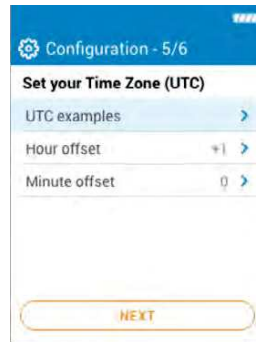 Configuration - 5/6
Set your Time Zone (UTC)
UTC examples
Hour offset +1
Minute offset 0
NEXT